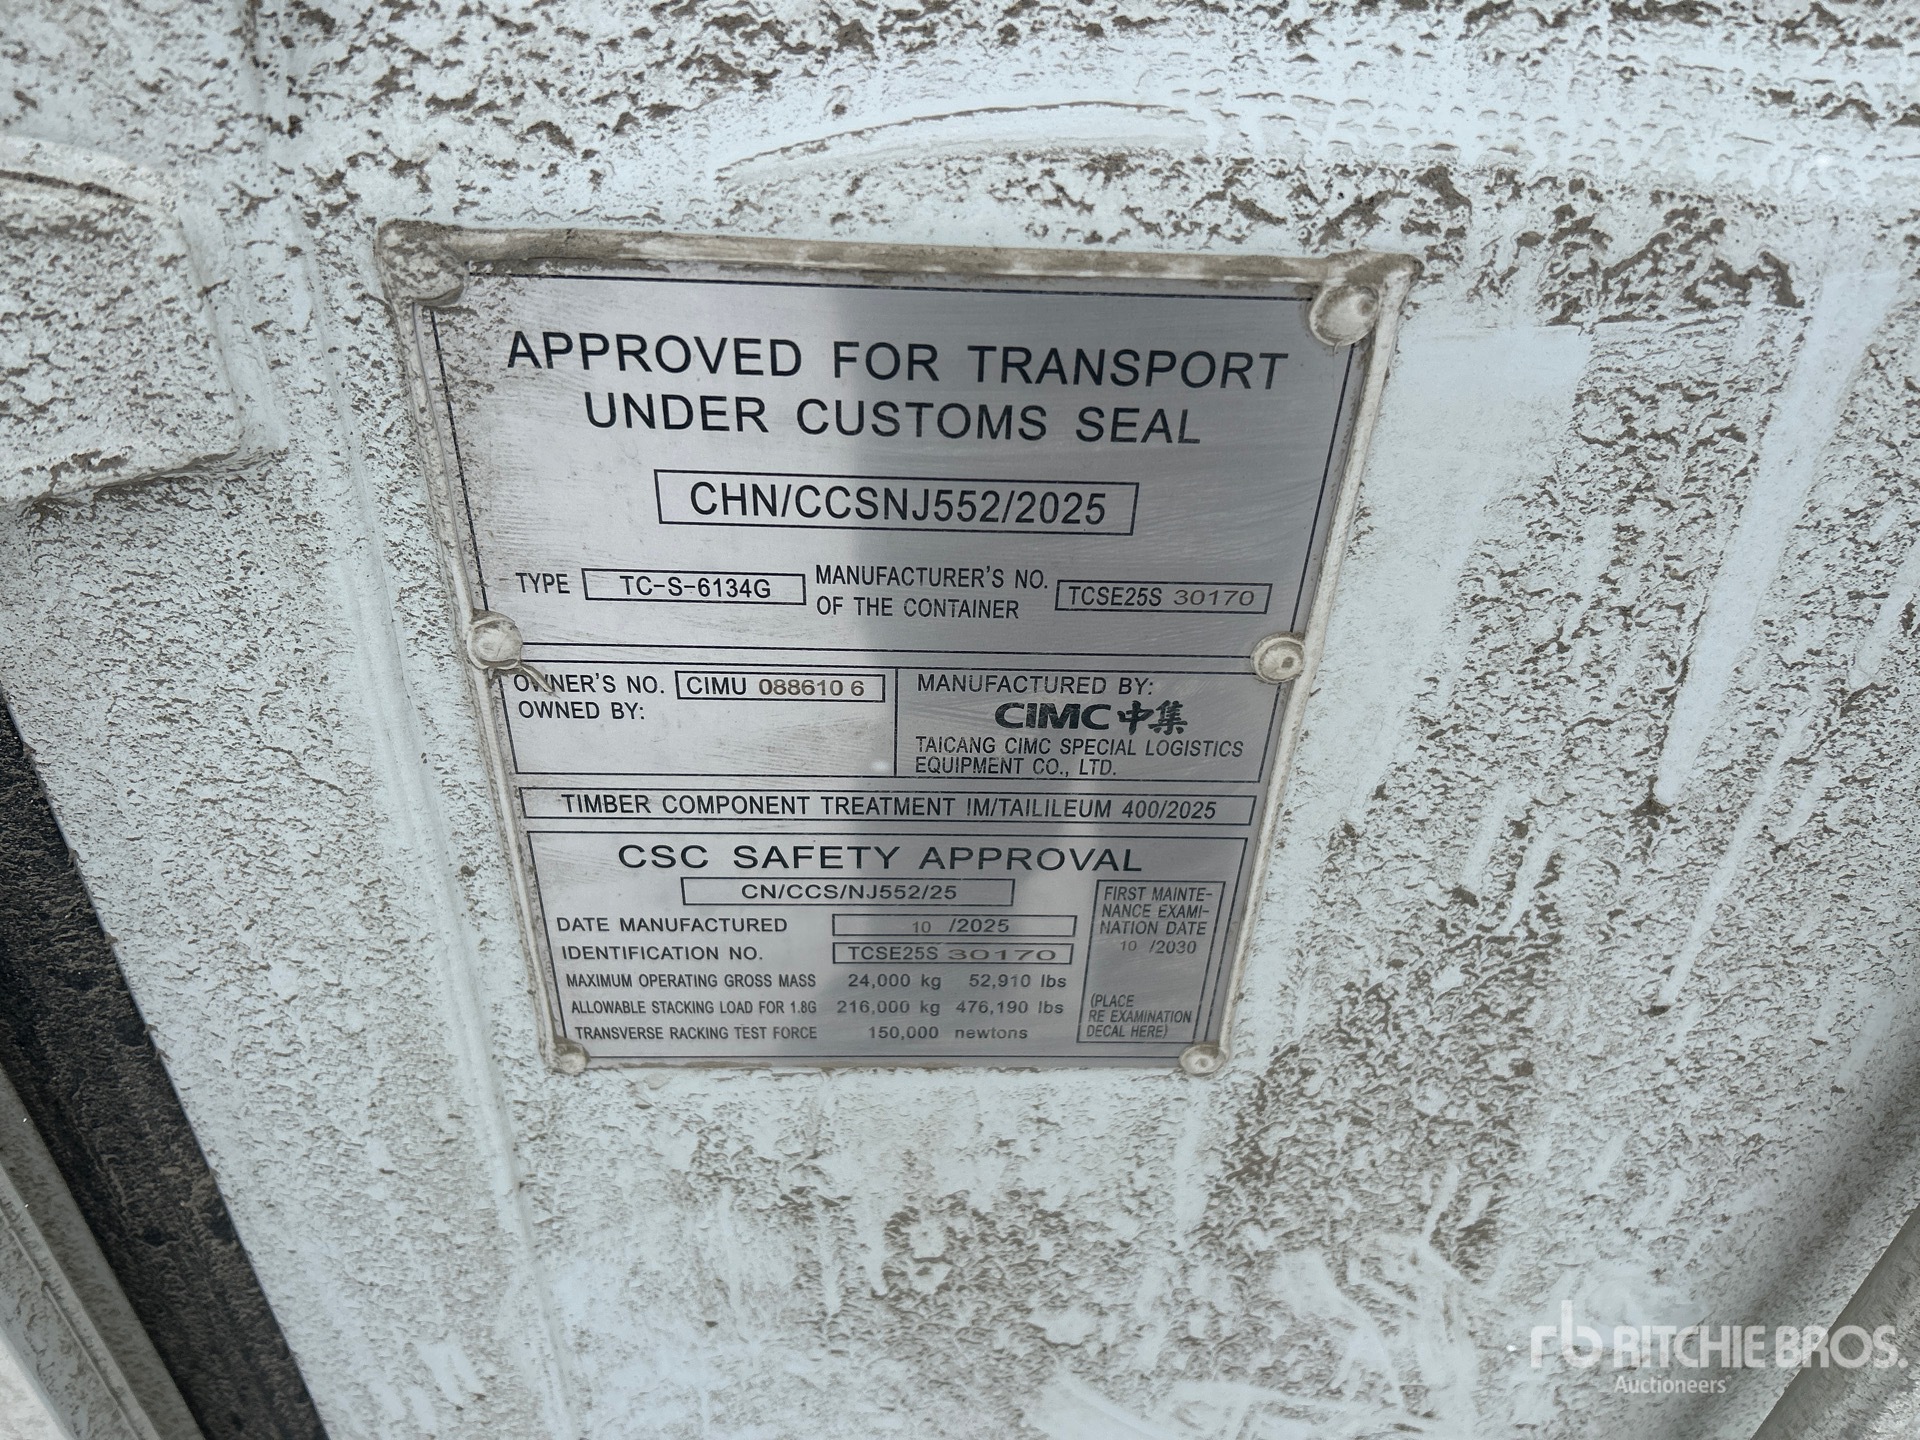 APPROVED FOR TRANSPORT
UNDER CUSTOMS SEAL
CHN/CCSNJ552/2025
TYPE TC-S-6134G MANUFACTURER'S NO.
OF THE CONTAINER TCSE25S 30170
OWNER'S NO. CIMU 088610 6
OWNED BY:
MANUFACTURED BY:
CIMC中集
TAICANG CIMC SPECIAL LOGISTICS
EQUIPMENT CO., LTD.
TIMBER COMPONENT TREATMENT IM/TAILILEUM 400/2025
CSC SAFETY APPROVAL
CN/CCS/NJ552/25
DATE MANUFACTURED 10 /2025
IDENTIFICATION NO. TCSE25S 30170
MAXIMUM OPERATING GROSS MASS 24,000 kg 52,910 lbs
ALLOWABLE STACKING LOAD FOR 1.8G 216,000 kg 476,190 lbs
TRANSVERSE RACKING TEST FORCE 150,000 newtons
FIRST MAINTE-
NANCE EXAMI-
NATION DATE
10 /2030
(PLACE
RE EXAMINATION
DECAL HERE)
rb RITCHIE BROS.
Auctioneers